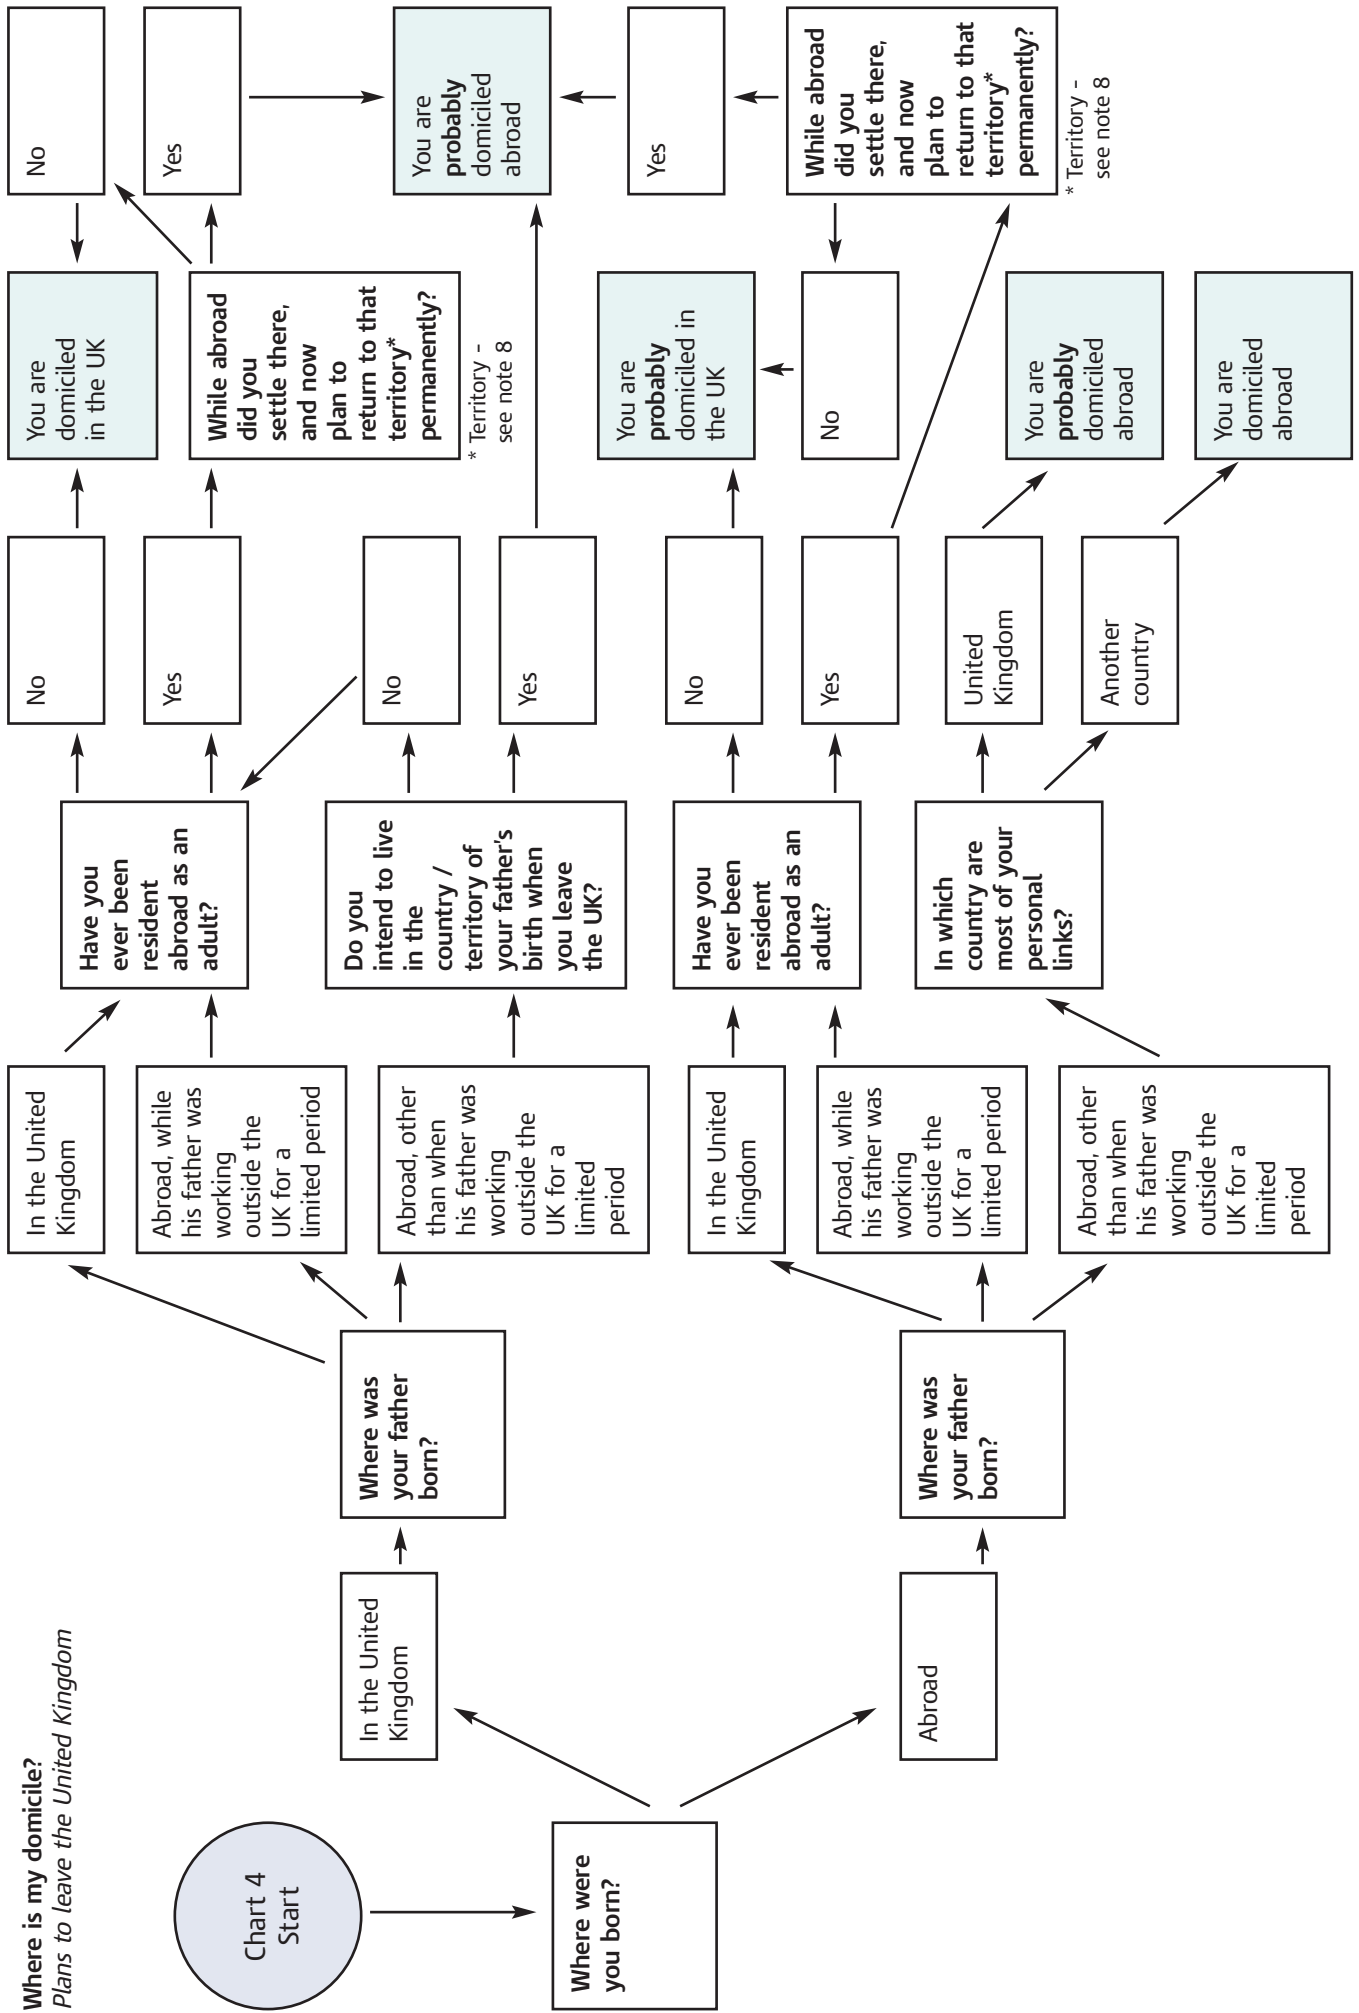 Where is my domicile?
Plans to leave the United Kingdom
Chart 4
Start
Where were
you born?
In the United
Kingdom
Abroad
Where was
your father
born?
Where was
your father
born?
In the United
Kingdom
Abroad, while
his father was
working
outside the
UK for a
limited period
Abroad, other
than when
his father was
working
outside the
UK for a
limited
period
In the United
Kingdom
Abroad, while
his father was
working
outside the
UK for a
limited period
Abroad, other
than when
his father was
working
outside the
UK for a
limited
period
Have you
ever been
resident
abroad as an
adult?
Do you
intend to live
in the
country /
territory of
your father's
birth when
you leave
the UK?
Have you
ever been
resident
abroad as an
adult?
In which
country are
most of your
personal
links?
No
Yes
No
Yes
No
Yes
United
Kingdom
Another
country
You are
domiciled
in the UK
While abroad
did you
settle there,
and now
plan to
return to that
territory*
permanently?
* Territory -
see note 8
You are
probably
domiciled in
the UK
No
You are
probably
domiciled
abroad
You are
domiciled
abroad
No
Yes
You are
probably
domiciled
abroad
Yes
While abroad
did you
settle there,
and now
plan to
return to that
territory*
permanently?
* Territory -
see note 8